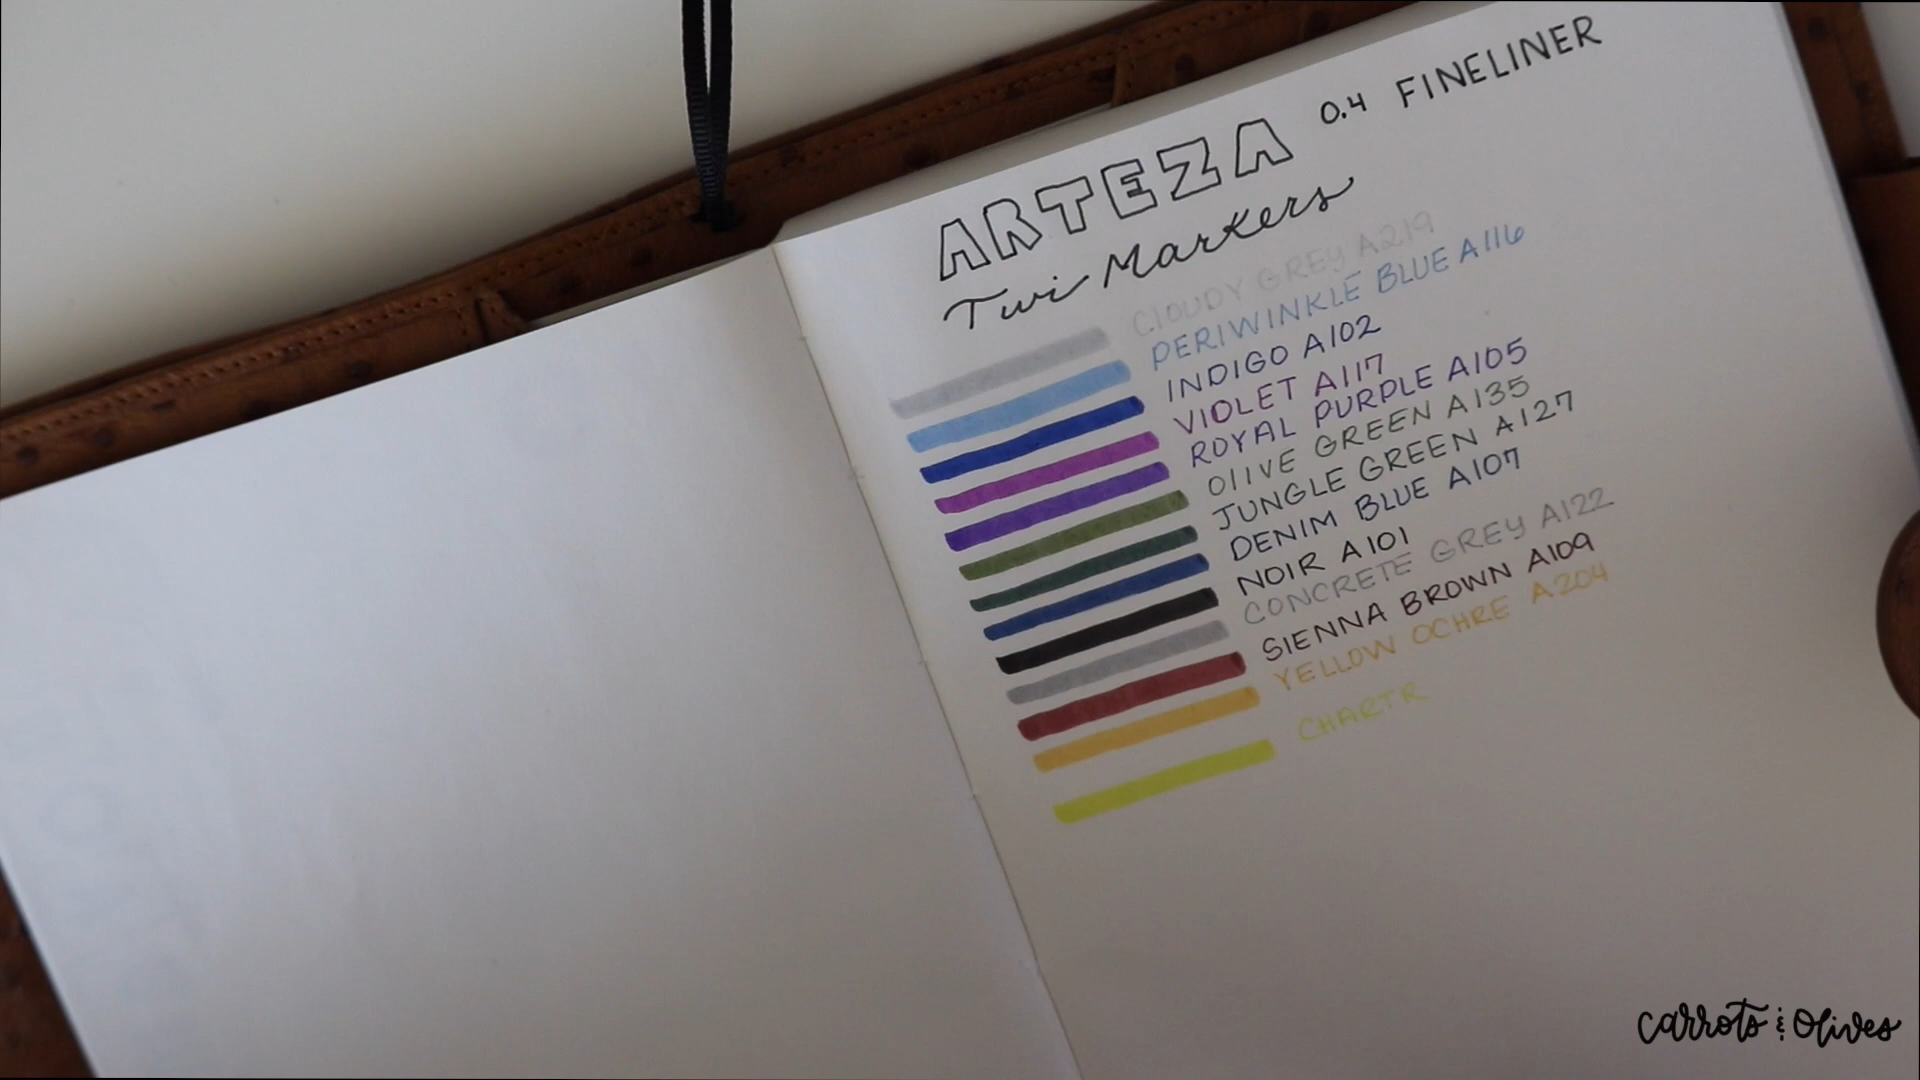 ARTEZA 0.4 FINELINER
Twi Markers
CLOUDY GREY A219
PERIWINKLE BLUE A116
INDIGO A102
VIOLET A117
ROYAL PURPLE A105
OLIVE GREEN A135
JUNGLE GREEN A127
DENIM BLUE A107
NOIR A101
CONCRETE GREY A122
SIENNA BROWN A109
YELLOW OCHRE A204
CHARTR
carrots & Olives